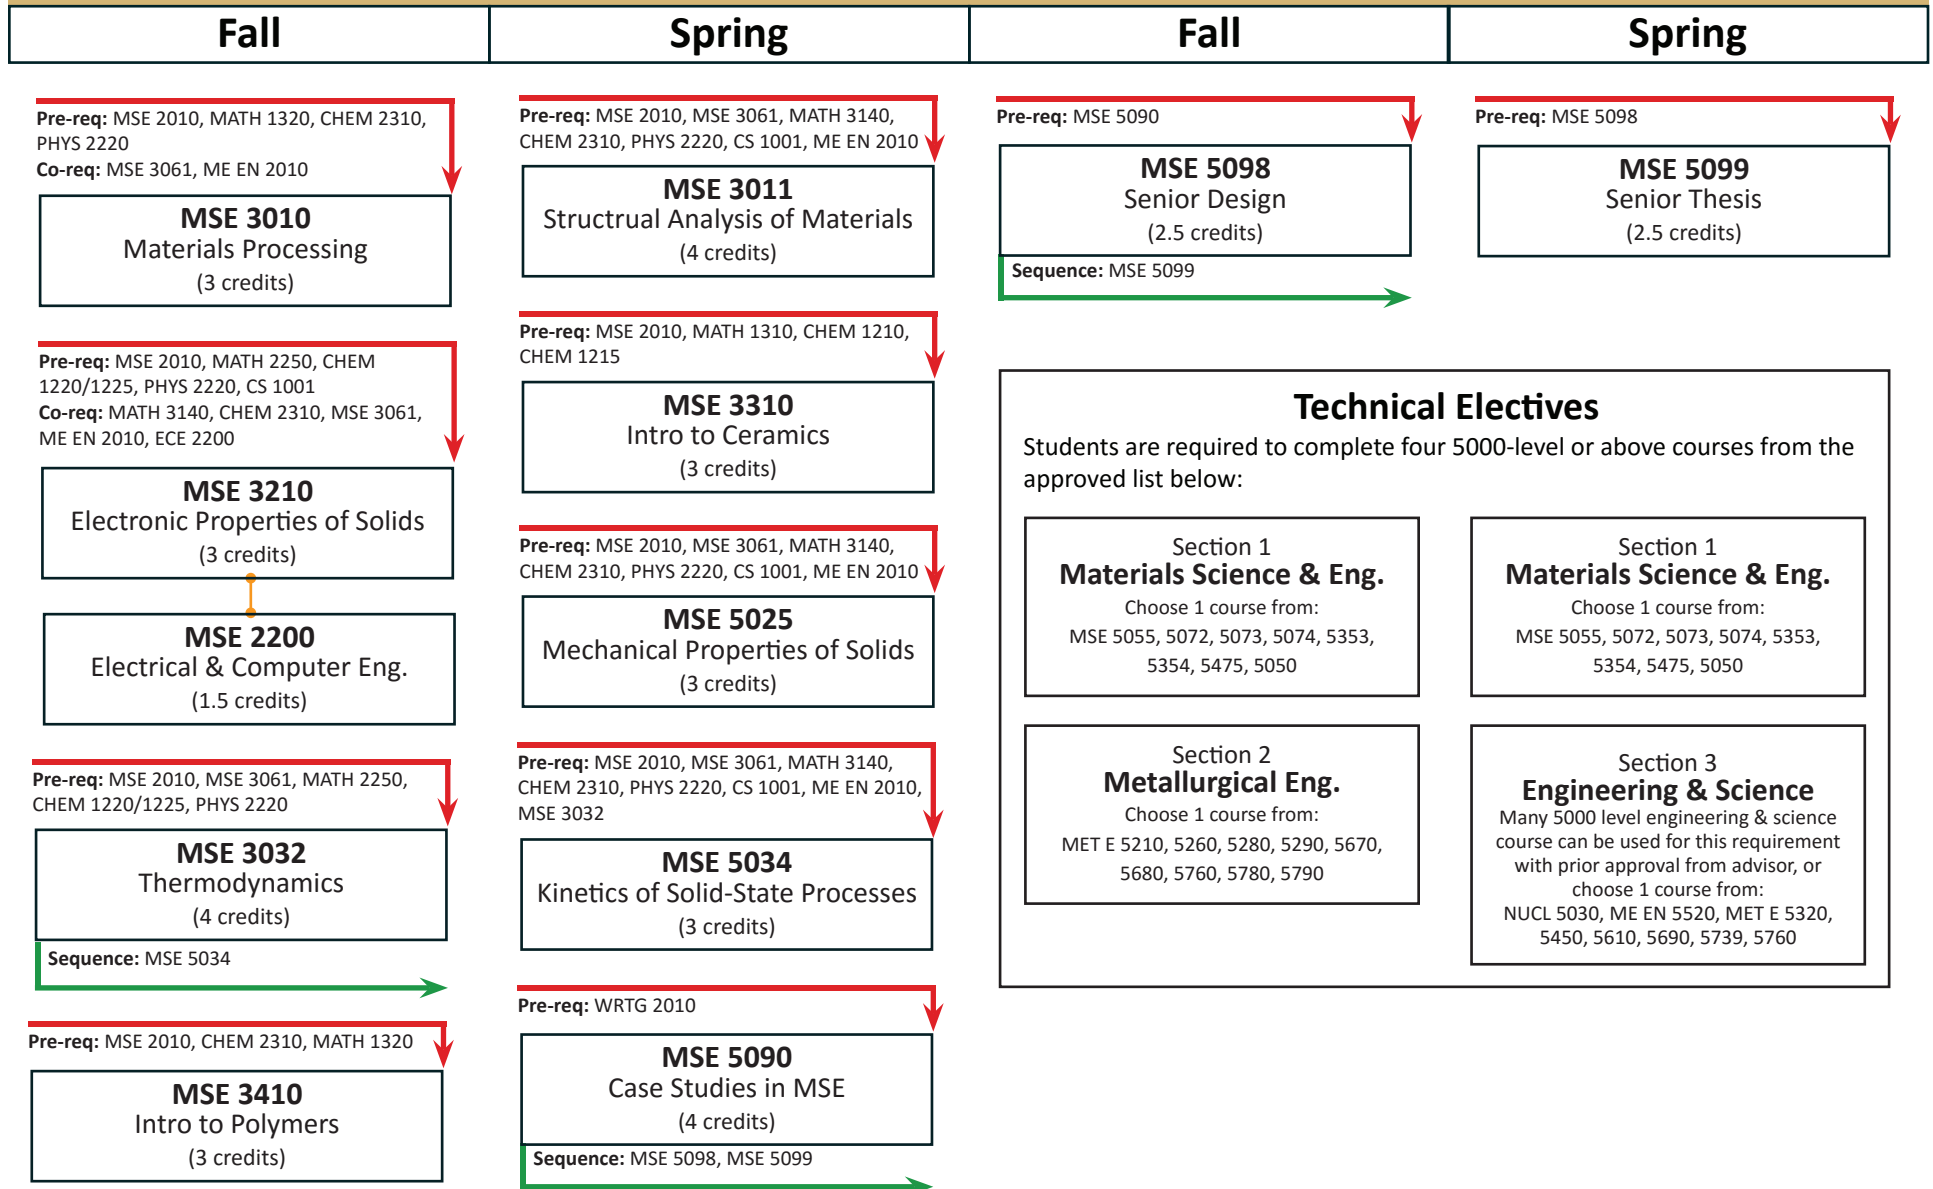 Fall
Spring
Fall
Spring
Pre-req: MSE 2010, MATH 1320, CHEM 2310,
PHYS 2220
Co-req: MSE 3061, ME EN 2010
MSE 3010
Materials Processing
(3 credits)
Pre-req: MSE 2010, MATH 2250, CHEM
1220/1225, PHYS 2220, CS 1001
Co-req: MATH 3140, CHEM 2310, MSE 3061,
ME EN 2010, ECE 2200
MSE 3210
Electronic Properties of Solids
(3 credits)
MSE 2200
Electrical & Computer Eng.
(1.5 credits)
Pre-req: MSE 2010, MSE 3061, MATH 2250,
CHEM 1220/1225, PHYS 2220
MSE 3032
Thermodynamics
(4 credits)
Sequence: MSE 5034
Pre-req: MSE 2010, CHEM 2310, MATH 1320
MSE 3410
Intro to Polymers
(3 credits)
Pre-req: MSE 2010, MSE 3061, MATH 3140,
CHEM 2310, PHYS 2220, CS 1001, ME EN 2010
MSE 3011
Structrual Analysis of Materials
(4 credits)
Pre-req: MSE 2010, MATH 1310, CHEM 1210,
CHEM 1215
MSE 3310
Intro to Ceramics
(3 credits)
Pre-req: MSE 2010, MSE 3061, MATH 3140,
CHEM 2310, PHYS 2220, CS 1001, ME EN 2010
MSE 5025
Mechanical Properties of Solids
(3 credits)
Pre-req: MSE 2010, MSE 3061, MATH 3140,
CHEM 2310, PHYS 2220, CS 1001, ME EN 2010,
MSE 3032
MSE 5034
Kinetics of Solid-State Processes
(3 credits)
Pre-req: WRTG 2010
MSE 5090
Case Studies in MSE
(4 credits)
Sequence: MSE 5098, MSE 5099
Pre-req: MSE 5090
MSE 5098
Senior Design
(2.5 credits)
Sequence: MSE 5099
Pre-req: MSE 5098
MSE 5099
Senior Thesis
(2.5 credits)
Technical Electives
Students are required to complete four 5000-level or above courses from the
approved list below:
Section 1
Materials Science & Eng.
Choose 1 course from:
MSE 5055, 5072, 5073, 5074, 5353,
5354, 5475, 5050
Section 1
Materials Science & Eng.
Choose 1 course from:
MSE 5055, 5072, 5073, 5074, 5353,
5354, 5475, 5050
Section 2
Metallurgical Eng.
Choose 1 course from:
MET E 5210, 5260, 5280, 5290, 5670,
5680, 5760, 5780, 5790
Section 3
Engineering & Science
Many 5000 level engineering & science
course can be used for this requirement
with prior approval from advisor, or
choose 1 course from:
NUCL 5030, ME EN 5520, MET E 5320,
5450, 5610, 5690, 5739, 5760